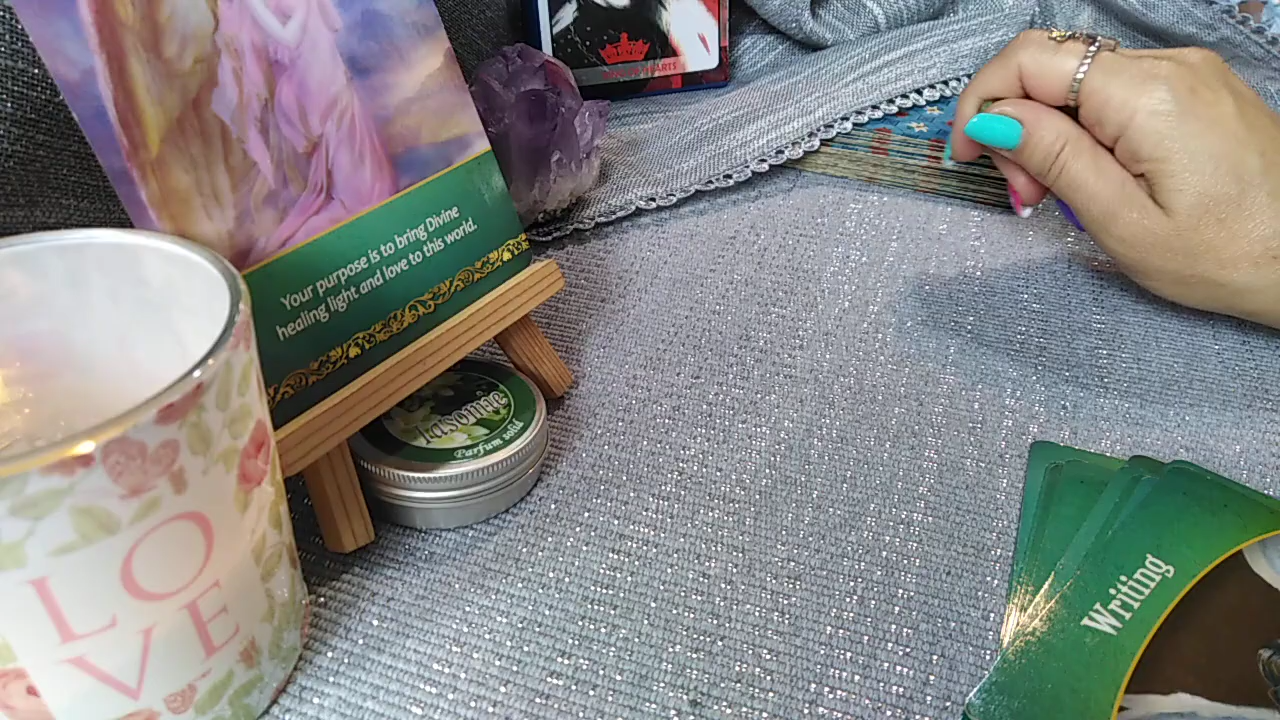 Your purpose is to bring Divine
healing light and love to this world.
Iasomie
Parfum solid
LO
VE
Writing